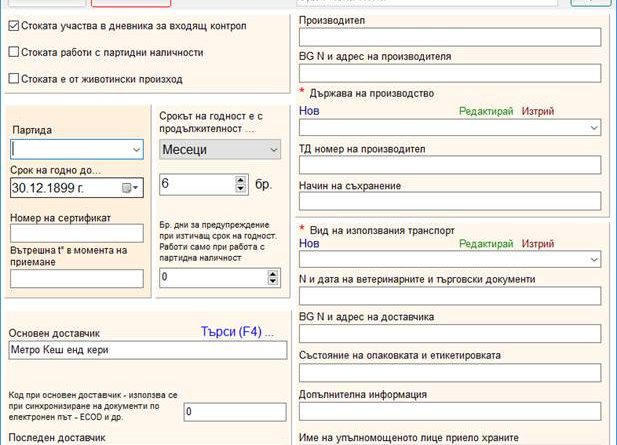 Стоката участва в дневника за входящ контрол
Стоката работи с партидни наличности
Стоката е от животински произход
Партида
Срок на годно до...
30.12.1899 г.
Номер на сертификат
Вътрешна t° в момента на
приемане
Срокът на годност е с
продължителност ...
Месеци
6 бр.
Бр. дни за предупреждение
при изтичащ срок на годност.
Работи само при работа с
партидна наличност
0
Основен доставчик Търси (F4) ...
Метро Кеш енд кери
Код при основен доставчик - използва се
при синхронизиране на документи по
електронен път - ECOD и др.
0
Последен доставчик
Производител
BG N и адрес на производителя
* Държава на производство
Нов Редактирай Изтрий
ТД номер на производител
Начин на съхранение
* Вид на използвания транспорт
Нов Редактирай Изтрий
N и дата на ветеринарните и търговски документи
BG N и адрес на доставчика
Състояние на опаковката и етикетировката
Допълнителна информация
Име на упълномощеното лице приело храните